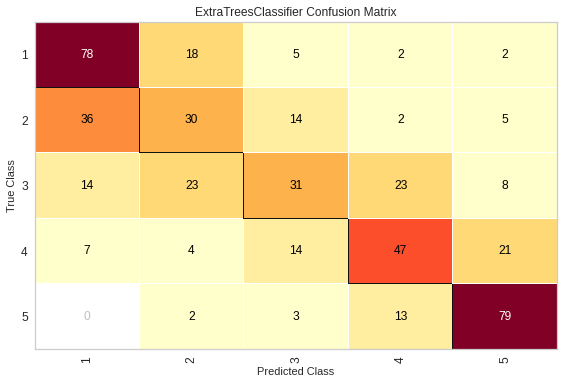 ExtraTreesClassifier Confusion Matrix
True Class
1 78 18 5 2 2
2 36 30 14 2 5
3 14 23 31 23 8
4 7 4 14 47 21
5 0 2 3 13 79
1 2 3 4 5
Predicted Class